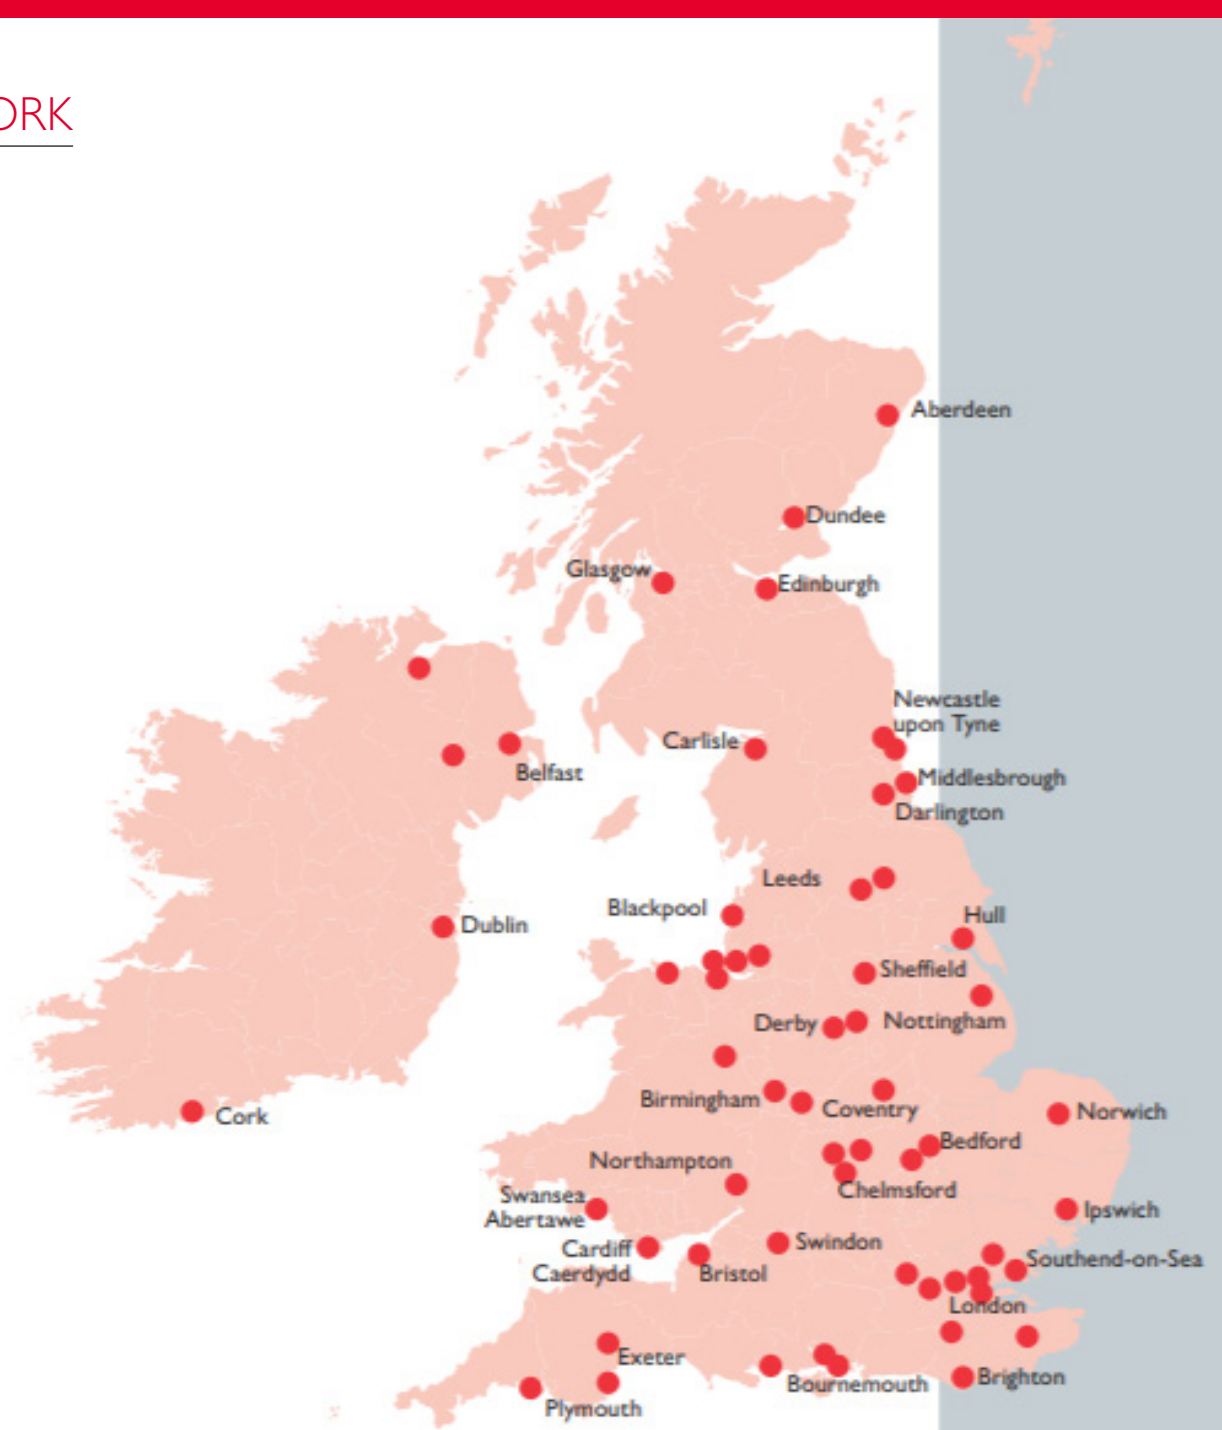 ORK
Aberdeen
Dundee
Glasgow
Edinburgh
Newcastle
upon Tyne
Carlisle
Middlesbrough
Belfast
Darlington
Leeds
Blackpool
Hull
Dublin
Sheffield
Derby
Nottingham
Birmingham
Coventry
Norwich
Cork
Bedford
Northampton
Chelmsford
Swansea
Abertawe
Ipswich
Cardiff
Caerdydd
Swindon
Bristol
Southend-on-Sea
London
Exeter
Bournemouth
Brighton
Plymouth